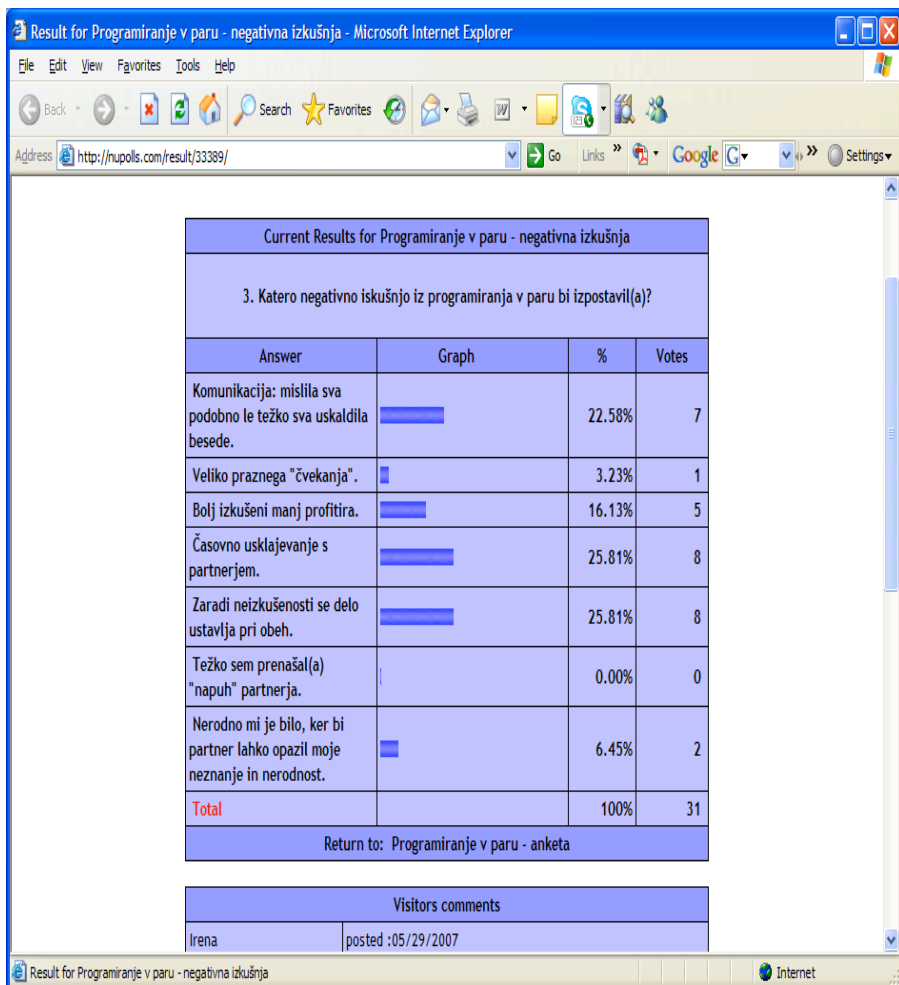 Result for Programiranje v paru - negativna izkušnja - Microsoft Internet Explorer
File Edit View Favorites Tools Help
Back Search Favorites W 123
Address http://nupolls.com/result/33389/ Go Links » Google G » Settings
Current Results for Programiranje v paru - negativna izkušnja
3. Katero negativno iskušnjo iz programiranja v paru bi izpostavil(a)?
Answer Graph % Votes
Komunikacija: mislila sva
podobno le težko sva uskaldila
besede.
22.58% 7
Veliko praznega "čvekanja". 3.23% 1
Bolj izkušeni manj profitira. 16.13% 5
Časovno usklajevanje s
partnerjem.
25.81% 8
Zaradi neizkušenosti se delo
ustavlja pri obeh.
25.81% 8
Težko sem prenašal(a)
"napuh" partnerja.
0.00% 0
Nerodno mi je bilo, ker bi
partner lahko opazil moje
neznanje in nerodnost.
6.45% 2
Total 100% 31
Return to: Programiranje v paru - anketa
Visitors comments
Irena posted :05/29/2007
Result for Programiranje v paru - negativna izkušnja Internet